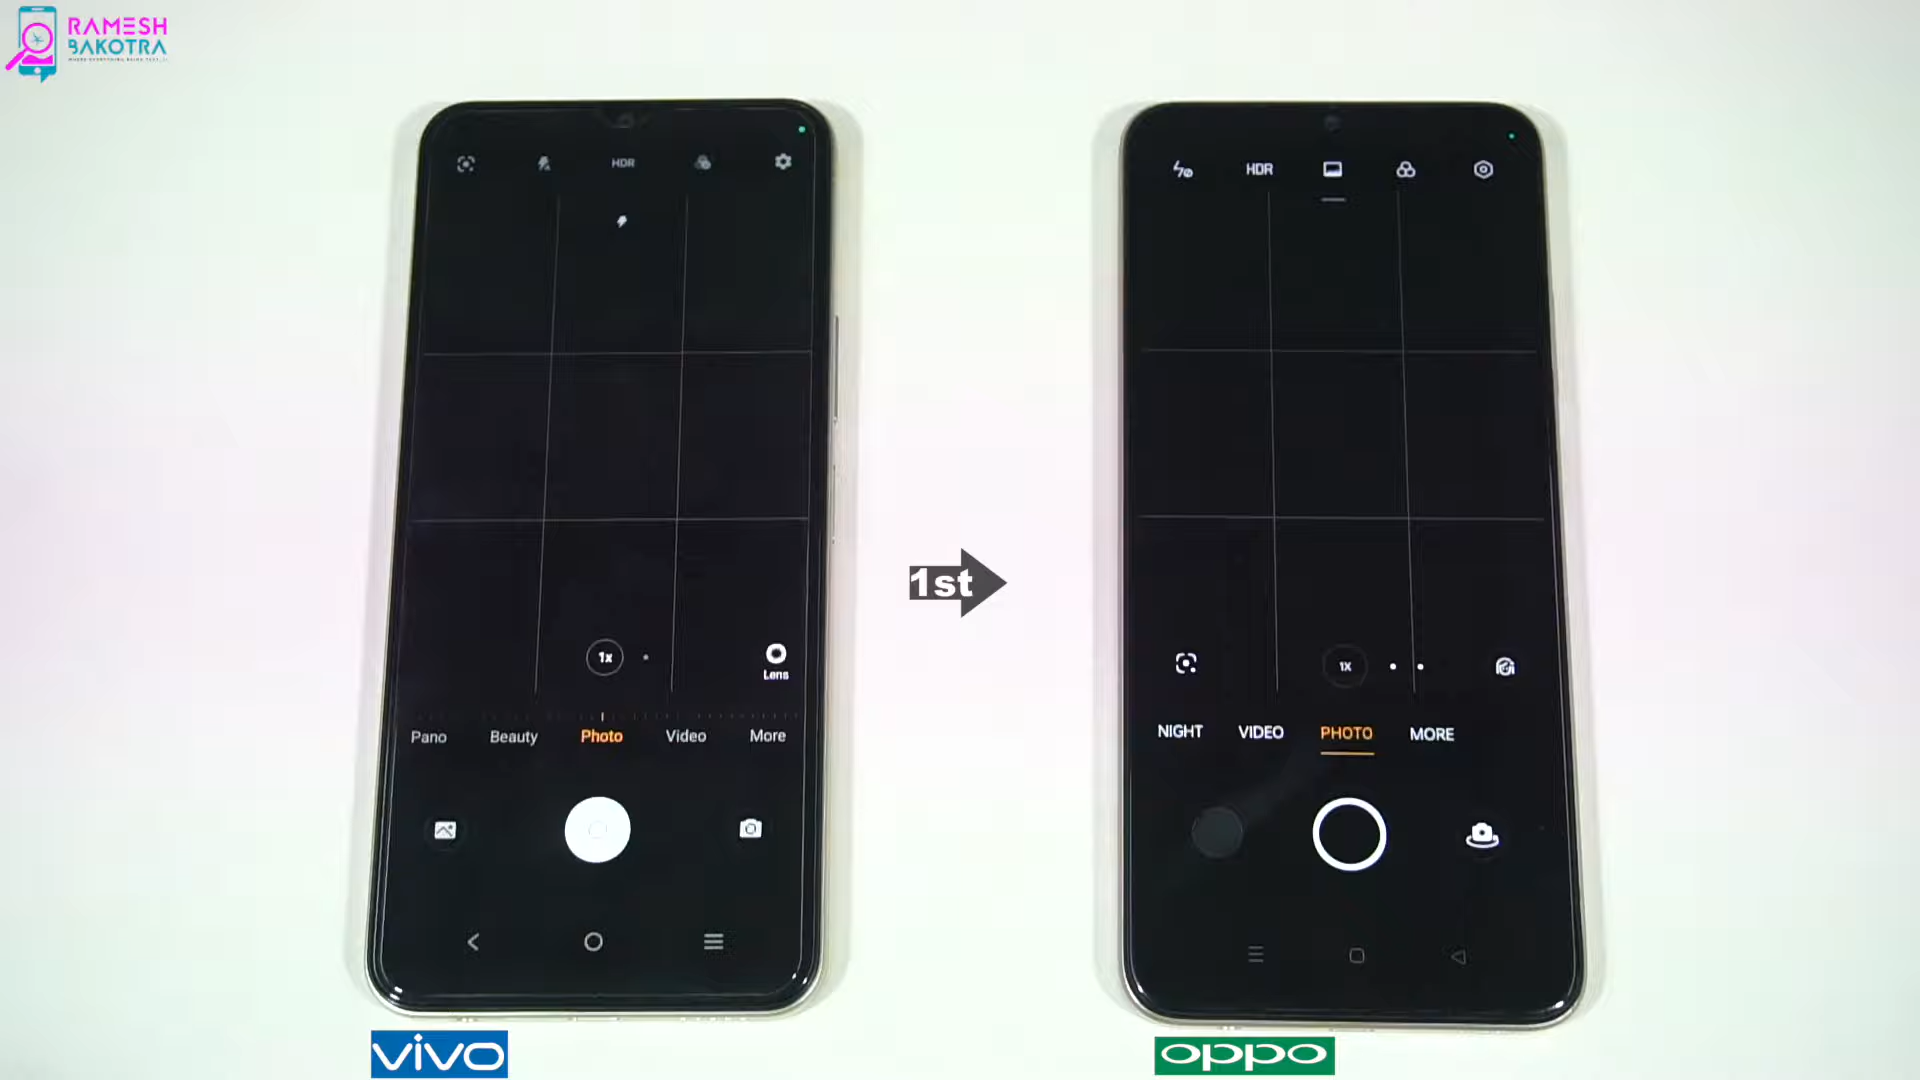 RAMESH
BAKOTRA
HDR
1x
Lens
Pano Beauty Photo Video More
vivo
1st
HDR
1X
NIGHT VIDEO PHOTO MORE
oppo